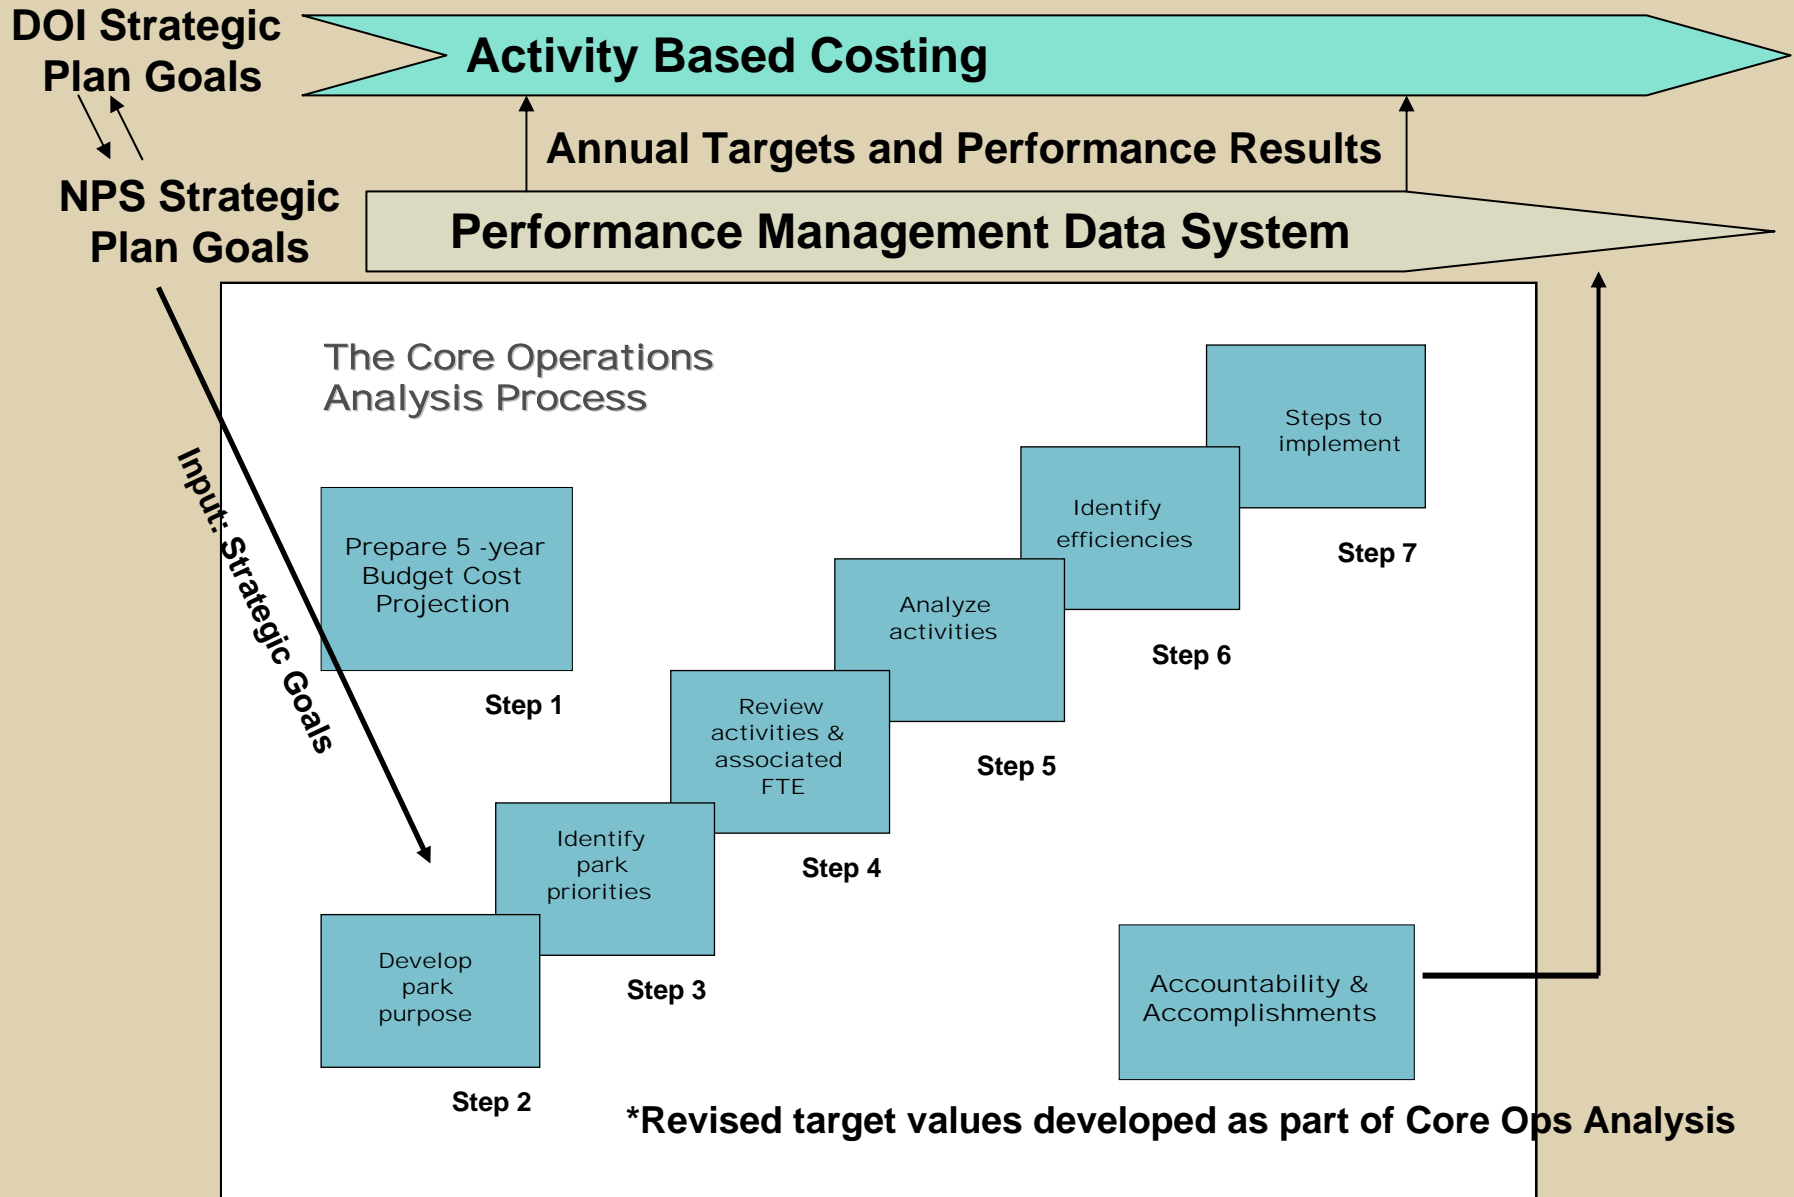 DOI Strategic
Plan Goals
Activity Based Costing
Annual Targets and Performance Results
NPS Strategic
Plan Goals
Performance Management Data System
The Core Operations
Analysis Process
Input: Strategic Goals
Prepare 5 -year
Budget Cost
Projection
Step 1
Develop
park
purpose
Step 2
Identify
park
priorities
Step 3
Review
activities &
associated
FTE
Step 4
Analyze
activities
Step 5
Identify
efficiencies
Step 6
Steps to
implement
Step 7
Accountability &
Accomplishments
*Revised target values developed as part of Core Ops Analysis